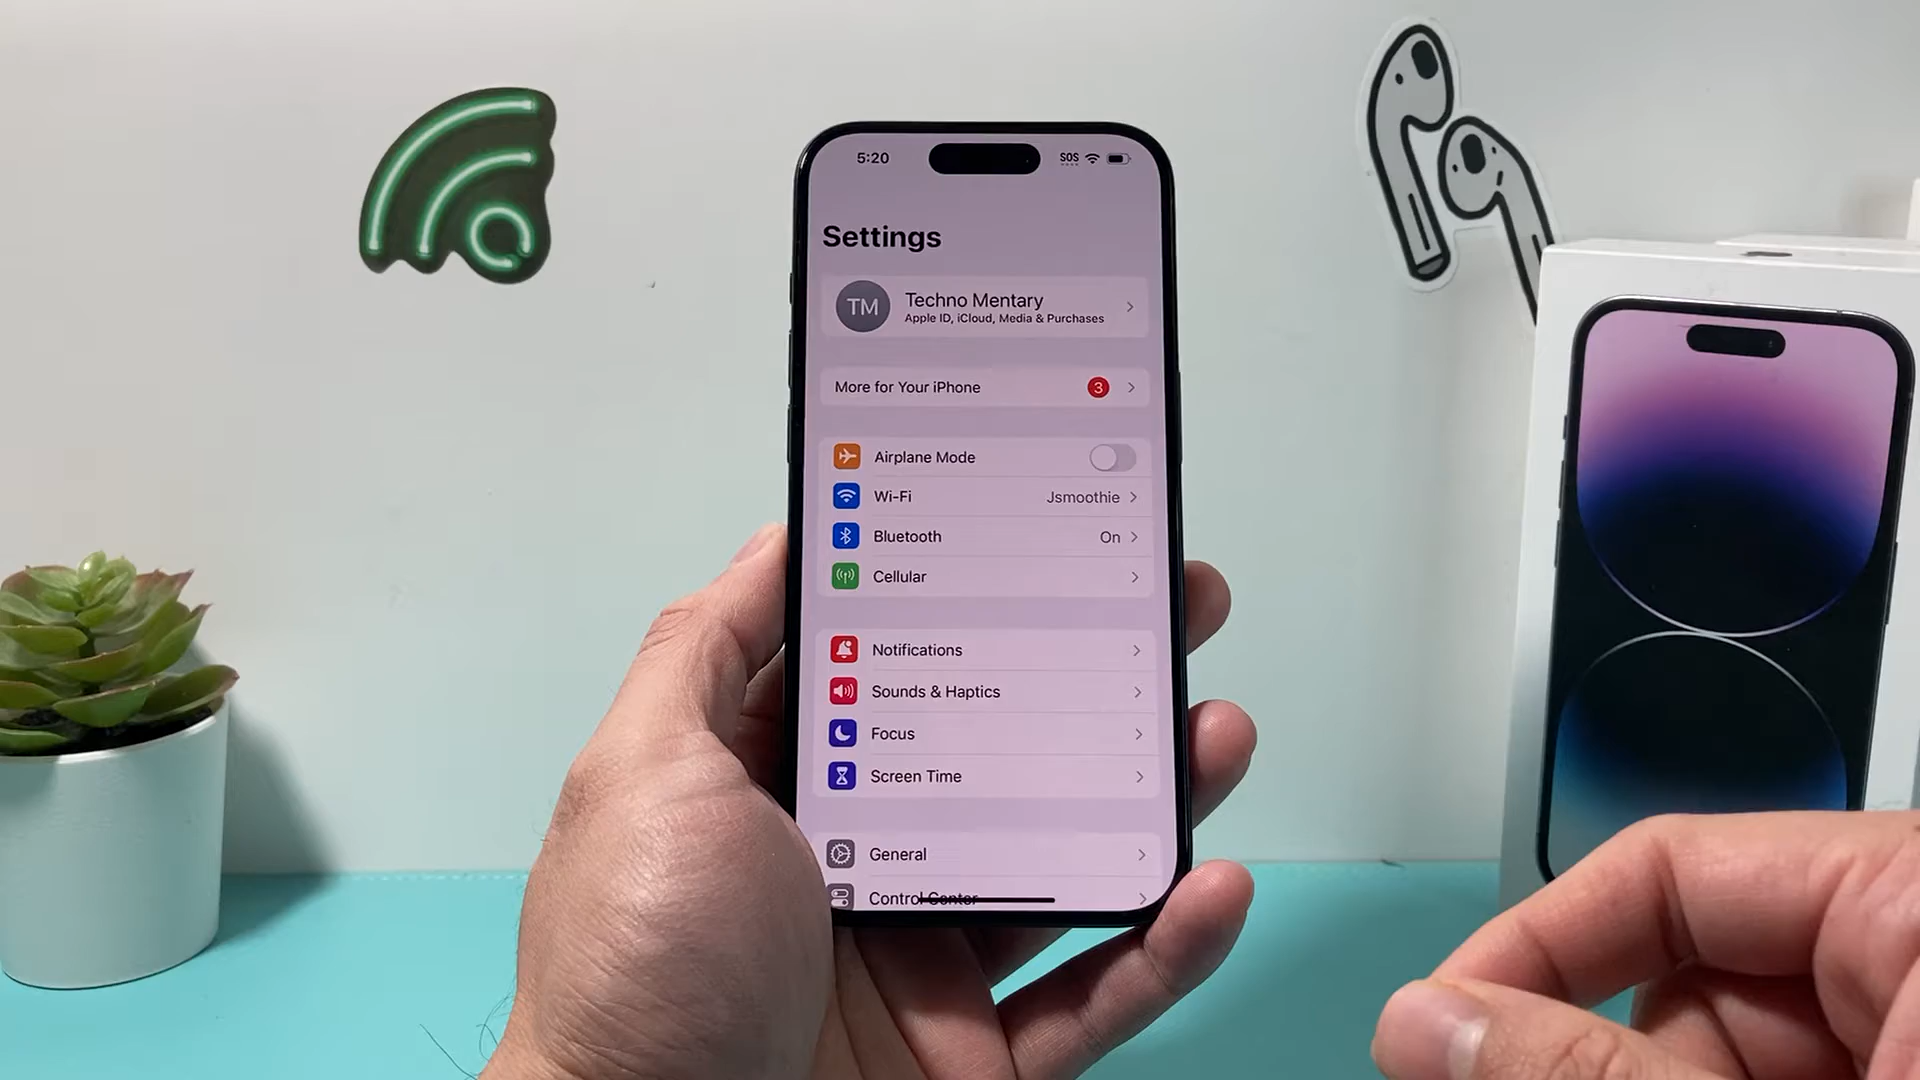 5:20 SOS
Settings
TM
Techno Mentary
Apple ID, iCloud, Media & Purchases
More for Your iPhone 3
Airplane Mode
Wi-Fi Jsmoothie
Bluetooth On
Cellular
Notifications
Sounds & Haptics
Focus
Screen Time
General
Control Center